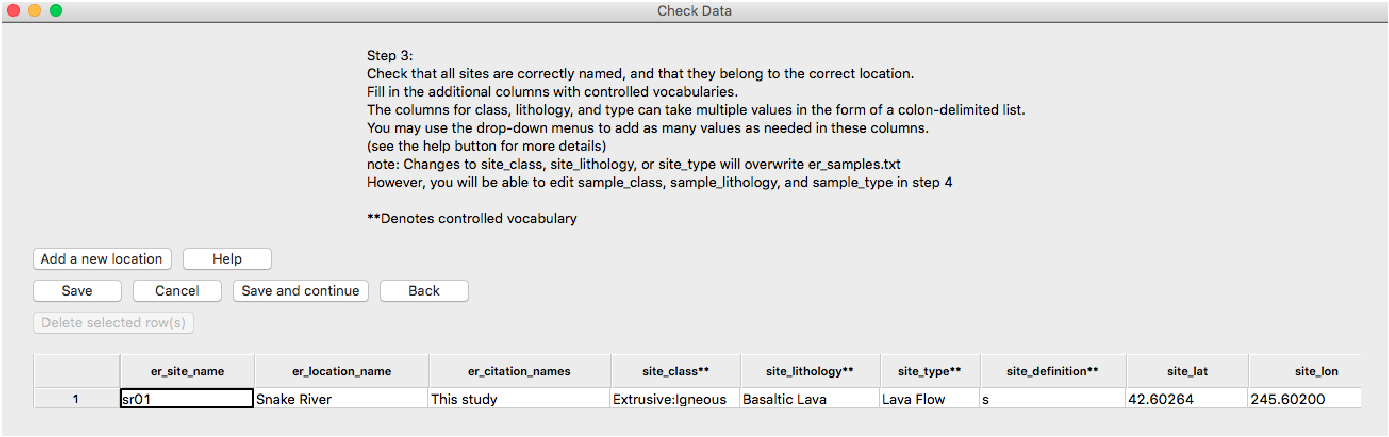 Check Data
Step 3:
Check that all sites are correctly named, and that they belong to the correct location.
Fill in the additional columns with controlled vocabularies.
The columns for class, lithology, and type can take multiple values in the form of a colon-delimited list.
You may use the drop-down menus to add as many values as needed in these columns.
(see the help button for more details)
note: Changes to site_class, site_lithology, or site_type will overwrite er_samples.txt
However, you will be able to edit sample_class, sample_lithology, and sample_type in step 4
**Denotes controlled vocabulary
Add a new location Help
Save Cancel Save and continue Back
Delete selected row(s)
er_site_name er_location_name er_citation_names site_class** site_lithology** site_type** site_definition** site_lat site_lon
1 sr01 Snake River This study Extrusive:Igneous Basaltic Lava Lava Flow s 42.60264 245.60200